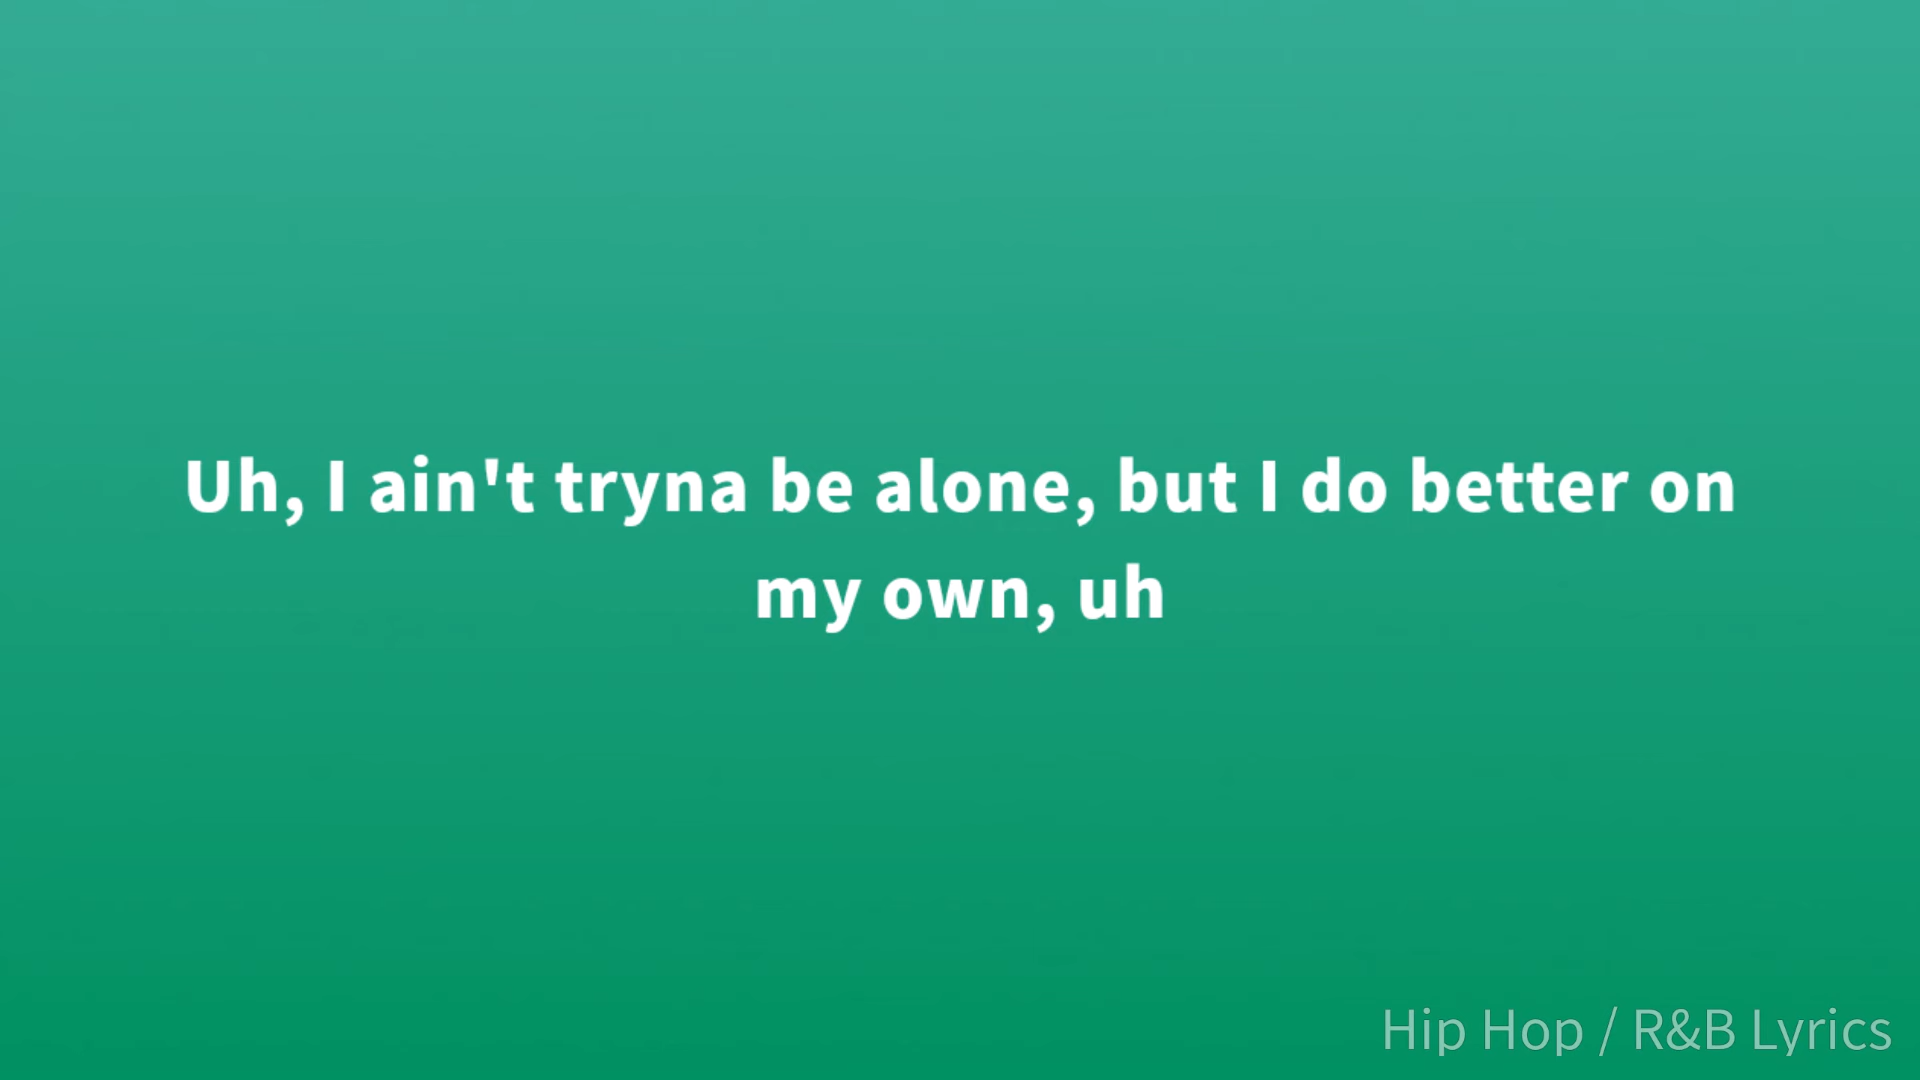 Uh, I ain't tryna be alone, but I do better on
my own, uh
Hip Hop / R&B Lyrics